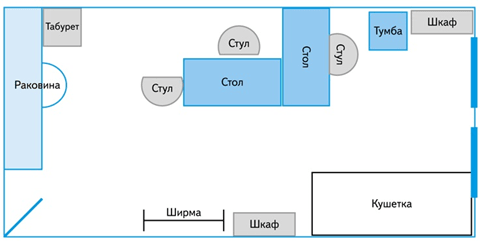 Табурет
Стул
Тумба
Шкаф
Стол
Стул
Раковина
Стул
Стол
Ширма
Шкаф
Кушетка